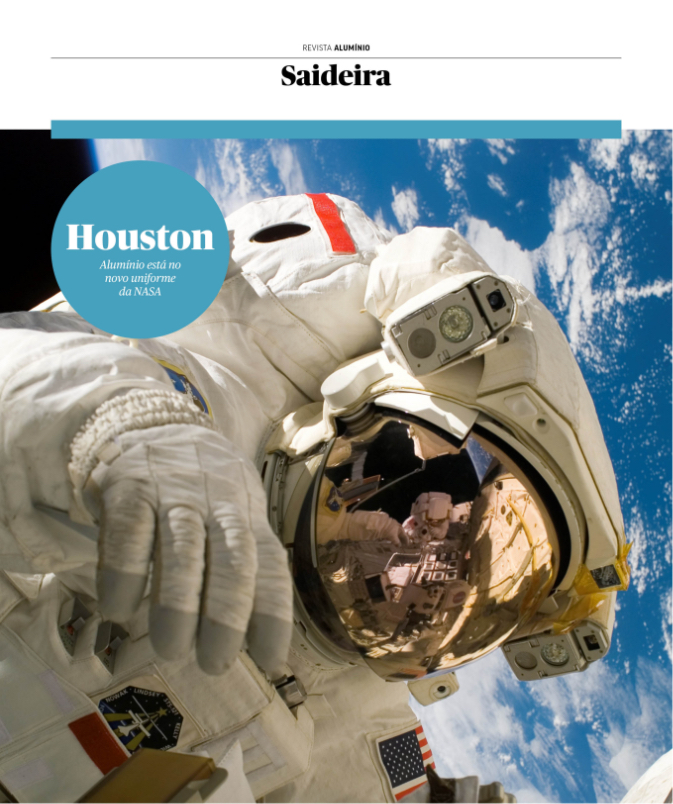 REVISTA ALUMÍNIO
Saideira
Houston
Alumínio está no
novo uniforme
da NASA